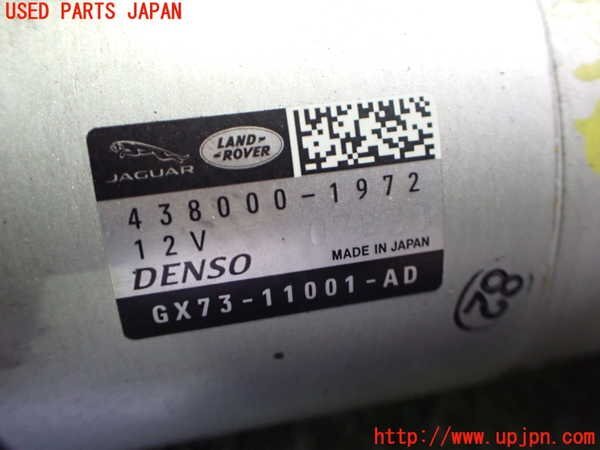 USED PARTS JAPAN
JAGUAR
LAND-
-ROVER
438000-1972
12V
DENSO
MADE IN JAPAN
GX73-11001-AD
(82)
http://www.upjpn.com/